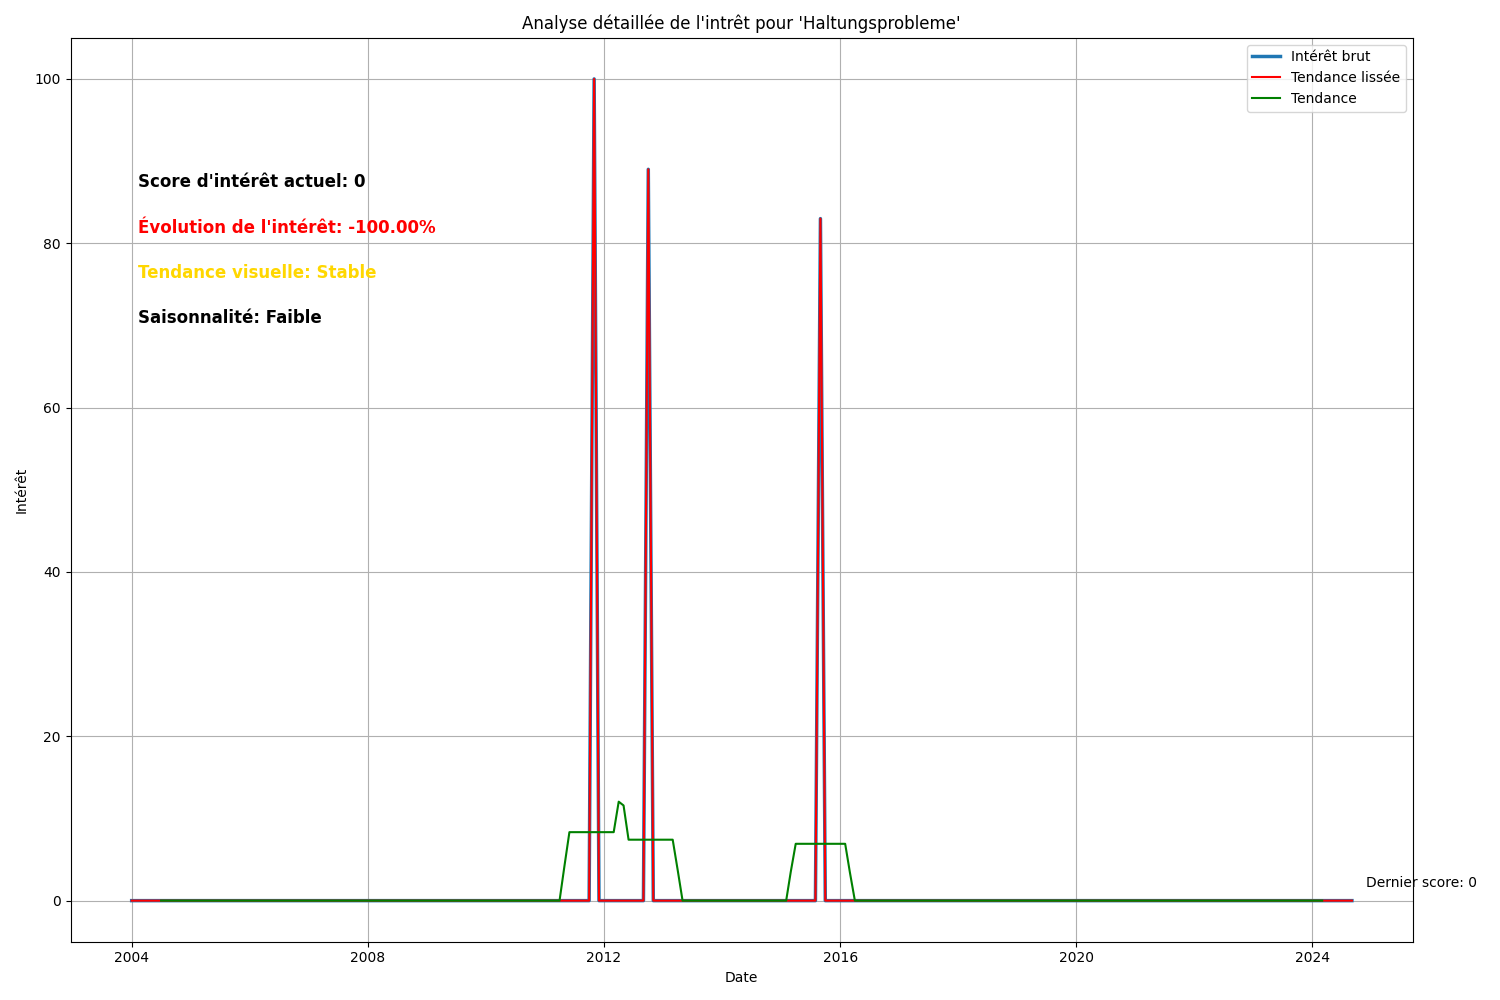 Analyse détaillée de l'intrêt pour 'Haltungsprobleme'
Intérêt brut
Tendance lissée
Tendance
100
80
60
40
20
0
Intérêt
Score d'intérêt actuel: 0
Évolution de l'intérêt: -100.00%
Tendance visuelle: Stable
Saisonnalité: Faible
Dernier score: 0
2004
2008
2012
2016
2020
2024
Date